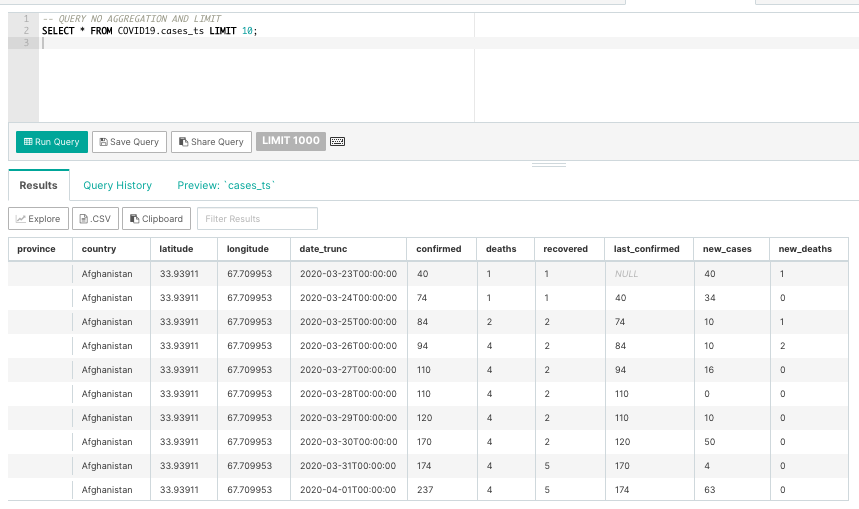 1 -- QUERY NO AGGREGATION AND LIMIT
2 SELECT * FROM COVID19.cases_ts LIMIT 10;
3
Run Query Save Query Share Query LIMIT 1000
Results Query History Preview: `cases_ts`
Explore .CSV Clipboard Filter Results
province country latitude longitude date_trunc confirmed deaths recovered last_confirmed new_cases new_deaths
Afghanistan 33.93911 67.709953 2020-03-23T00:00:00 40 1 1 NULL 40 1
Afghanistan 33.93911 67.709953 2020-03-24T00:00:00 74 1 1 40 34 0
Afghanistan 33.93911 67.709953 2020-03-25T00:00:00 84 2 2 74 10 1
Afghanistan 33.93911 67.709953 2020-03-26T00:00:00 94 4 2 84 10 2
Afghanistan 33.93911 67.709953 2020-03-27T00:00:00 110 4 2 94 16 0
Afghanistan 33.93911 67.709953 2020-03-28T00:00:00 110 4 2 110 0 0
Afghanistan 33.93911 67.709953 2020-03-29T00:00:00 120 4 2 110 10 0
Afghanistan 33.93911 67.709953 2020-03-30T00:00:00 170 4 2 120 50 0
Afghanistan 33.93911 67.709953 2020-03-31T00:00:00 174 4 5 170 4 0
Afghanistan 33.93911 67.709953 2020-04-01T00:00:00 237 4 5 174 63 0